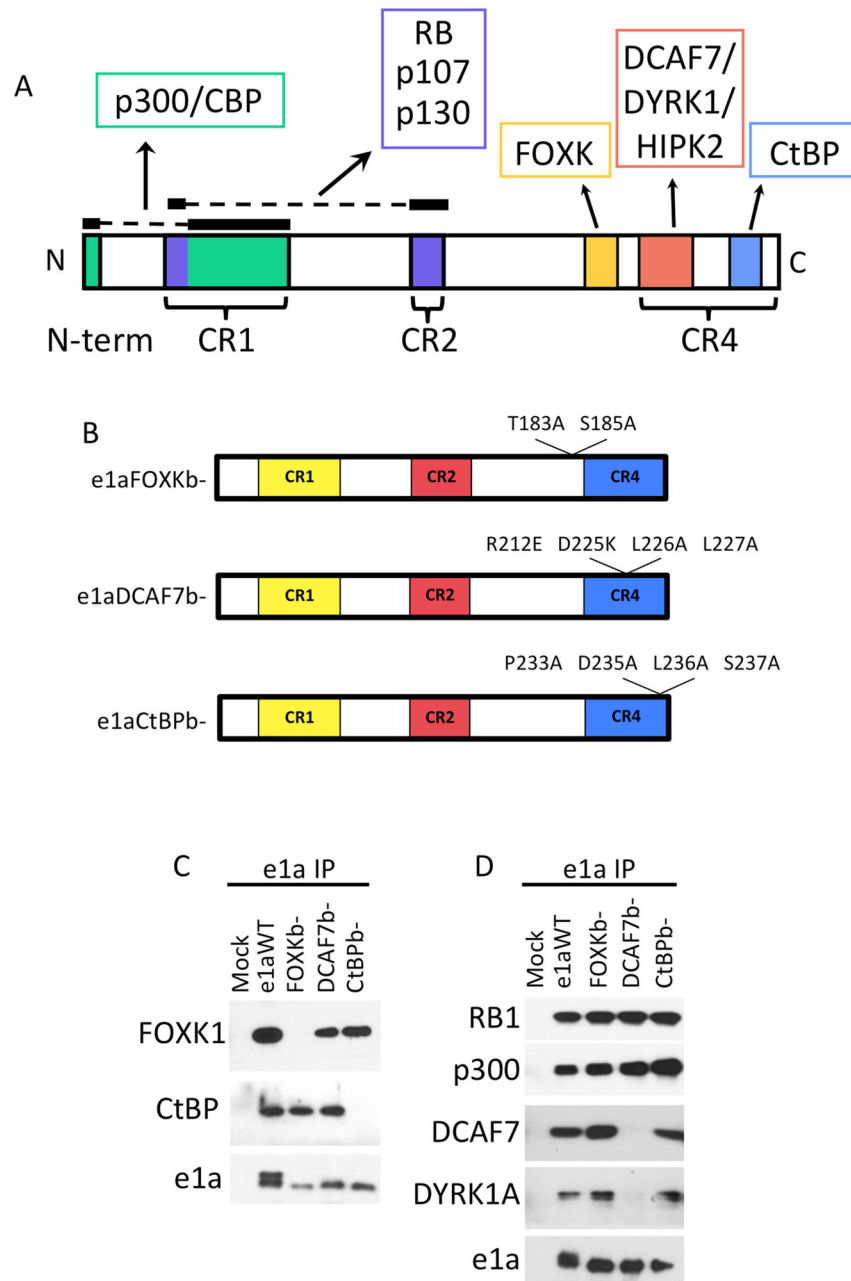 A
p300/CBP
RB
p107
p130
FOXK
DCAF7/
DYRK1/
HIPK2
CtBP
N
C
N-term
CR1
CR2
CR4
B
T183A S185A
e1aFOXKb-
CR1
CR2
CR4
R212E D225K L226A L227A
e1aDCAF7b-
CR1
CR2
CR4
P233A D235A L236A S237A
e1aCtBPb-
CR1
CR2
CR4
C
e1a IP
Mock
e1aWT
FOXKb-
DCAF7b-
CtBPb-
FOXK1
CtBP
e1a
D
e1a IP
Mock
e1aWT
FOXKb-
DCAF7b-
CtBPb-
RB1
p300
DCAF7
DYRK1A
e1a